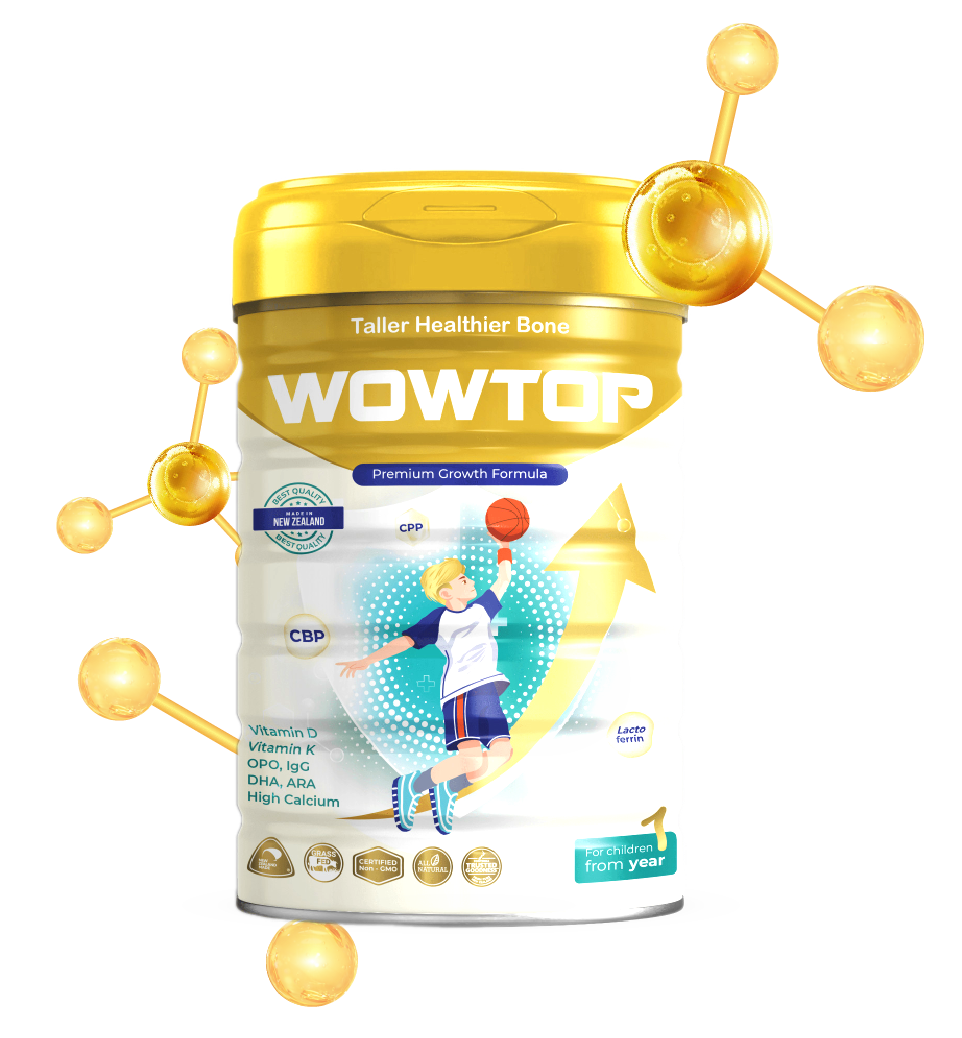 Taller Healthier Bone
WOWTOP
Premium Growth Formula
BEST QUALITY
MADE IN
NEW ZEALAND
BEST QUALITY
CPP
CBP
Vitamin D
Vitamin K
OPO, IgG
DHA, ARA
High Calcium
Lacto
ferrin
GRASS
FED
CERTIFIED
Non - GMO
ALL
NATURAL
TRUSTED
GOODNESS
For children
from year
1